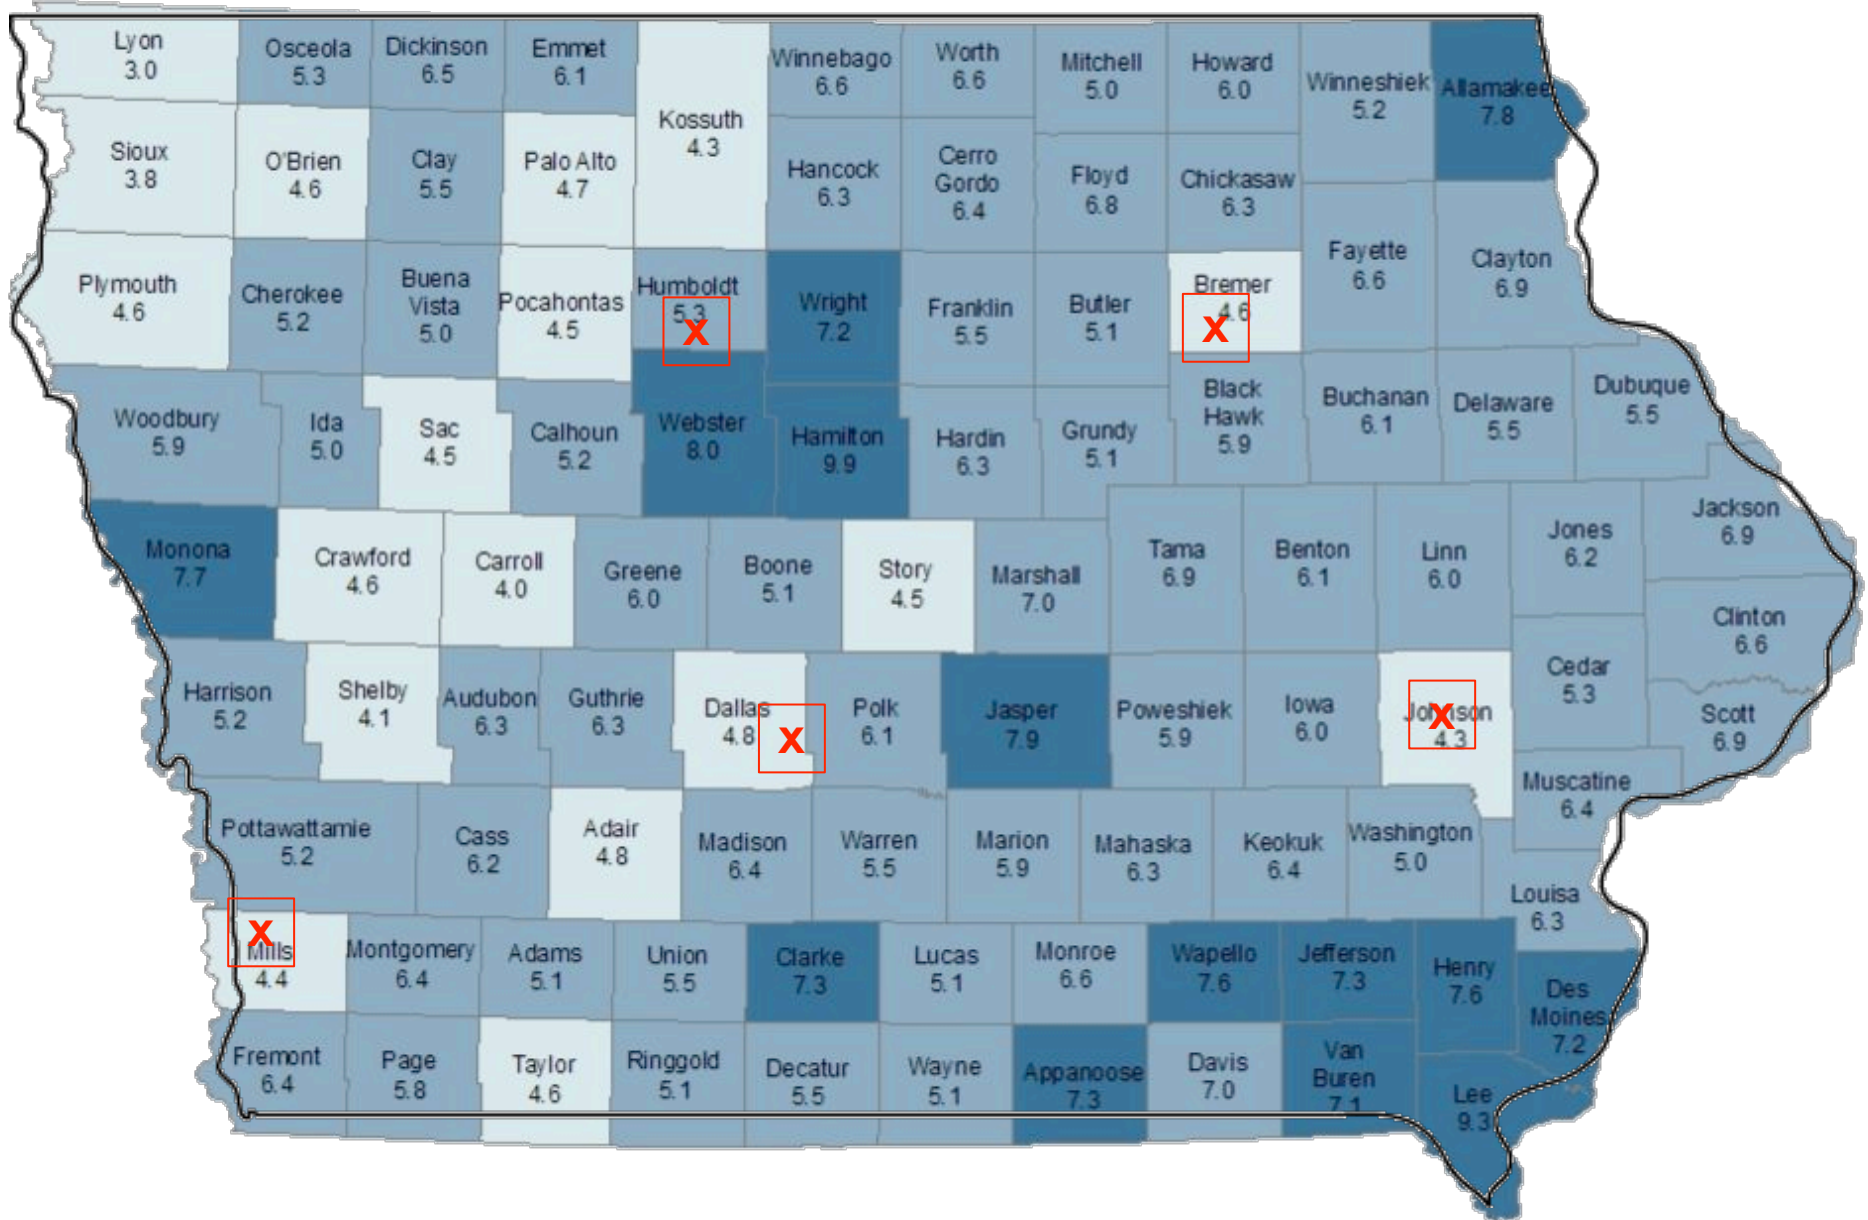 Lyon
3.0
Osceola
5.3
Dickinson
6.5
Emmet
6.1
Kossuth
4.3
Winnebago
6.6
Worth
6.6
Mitchell
5.0
Howard
6.0
Winneshiek
5.2
Allamakee
7.8
Sioux
3.8
O'Brien
4.6
Clay
5.5
Palo Alto
4.7
Hancock
6.3
Cerro
Gordo
6.4
Floyd
6.8
Chickasaw
6.3
Plymouth
4.6
Cherokee
5.2
Buena
Vista
5.0
Pocahontas
4.5
Humboldt
5.3
X
Wright
7.2
Franklin
5.5
Butler
5.1
Bremer
4.6
X
Fayette
6.6
Clayton
6.9
Woodbury
5.9
Ida
5.0
Sac
4.5
Calhoun
5.2
Webster
8.0
Hamilton
9.9
Hardin
6.3
Grundy
5.1
Black
Hawk
5.9
Buchanan
6.1
Delaware
5.5
Dubuque
5.5
Monona
7.7
Crawford
4.6
Carroll
4.0
Greene
6.0
Boone
5.1
Story
4.5
Marshall
7.0
Tama
6.9
Benton
6.1
Linn
6.0
Jones
6.2
Jackson
6.9
Clinton
6.6
Harrison
5.2
Shelby
4.1
Audubon
6.3
Guthrie
6.3
Dallas
4.8
X
Polk
6.1
Jasper
7.9
Poweshiek
5.9
Iowa
6.0
Johnson
X
4.3
Cedar
5.3
Scott
6.9
Muscatine
6.4
Pottawattamie
5.2
Cass
6.2
Adair
4.8
Madison
6.4
Warren
5.5
Marion
5.9
Mahaska
6.3
Keokuk
6.4
Washington
5.0
Louisa
6.3
X
Mills
4.4
Montgomery
6.4
Adams
5.1
Union
5.5
Clarke
7.3
Lucas
5.1
Monroe
6.6
Wapello
7.6
Jefferson
7.3
Henry
7.6
Des
Moines
7.2
Fremont
6.4
Page
5.8
Taylor
4.6
Ringgold
5.1
Decatur
5.5
Wayne
5.1
Appanoose
7.3
Davis
7.0
Van
Buren
7.1
Lee
9.3